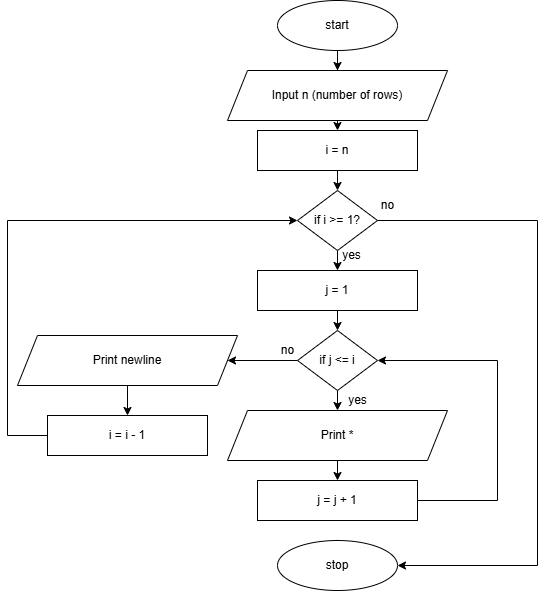 start
Input n (number of rows)
i = n
if i >= 1?
no
yes
j = 1
if j <= i
no
Print newline
yes
i = i - 1
Print *
j = j + 1
stop